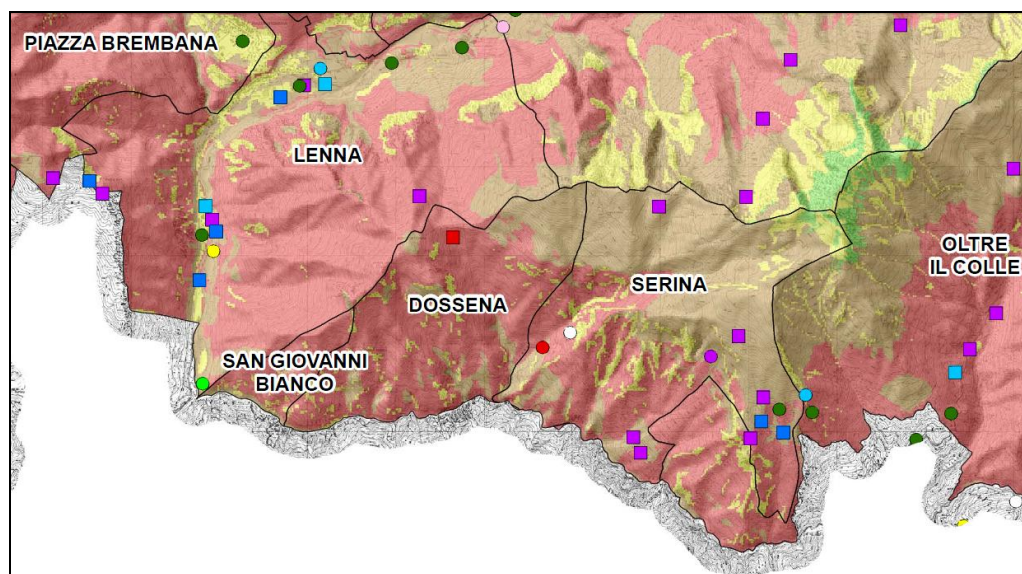 PIAZZA BREMBANA
LENNA
OLTRE
IL COLLE
SERINA
DOSSENA
SAN GIOVANNI
BIANCO